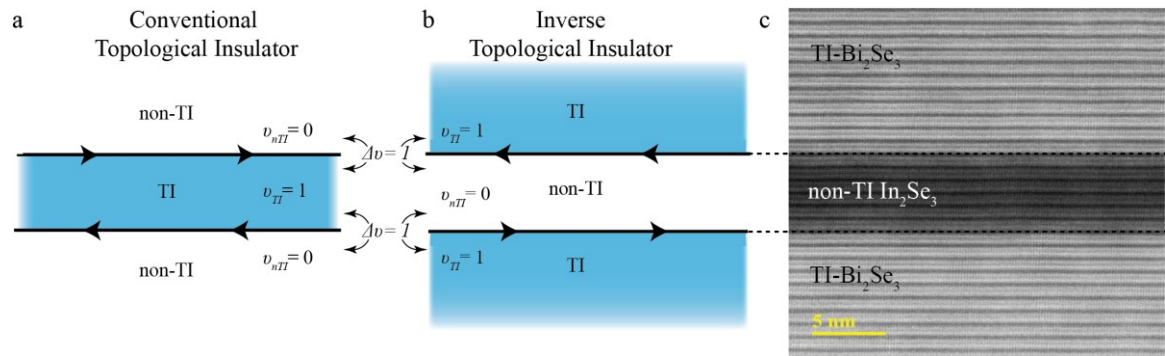 a
Conventional
Topological Insulator
non-TI
υnTI = 0
TI
υTI = 1
υnTI = 0
non-TI
Δυ = 1
Δυ = 1
b
Inverse
Topological Insulator
TI
υTI = 1
non-TI
υnTI = 0
υTI = 1
TI
c
TI-Bi2Se3
non-TI In2Se3
TI-Bi2Se3
5 nm